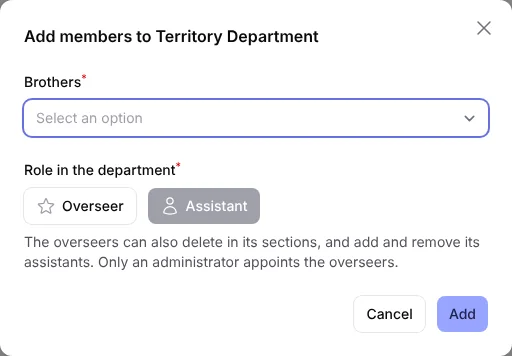 Add members to Territory Department
Brothers*
Select an option
Role in the department*
Overseer
Assistant
The overseers can also delete in its sections, and add and remove its
assistants. Only an administrator appoints the overseers.
Cancel
Add